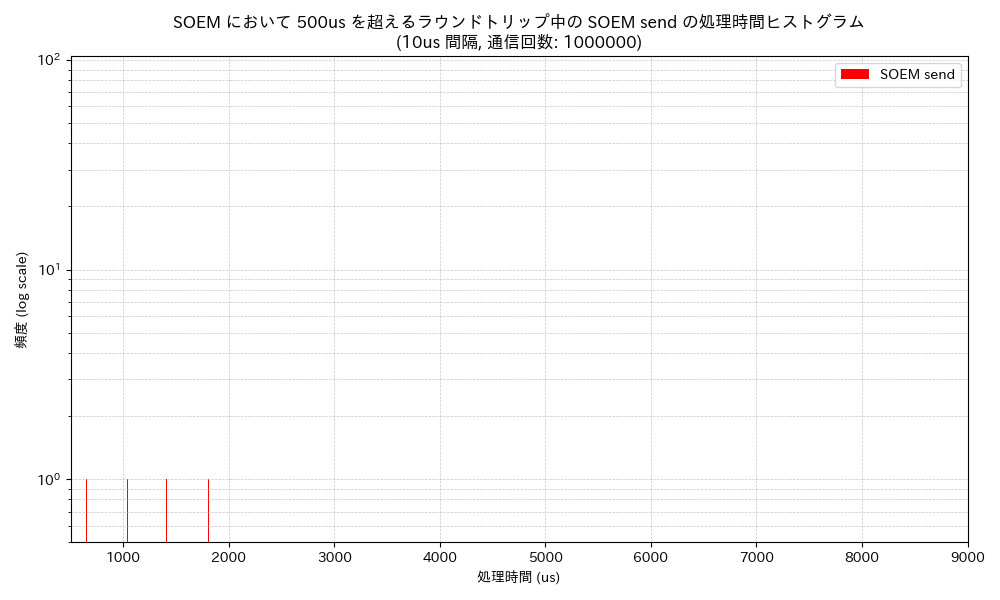 SOEM において 500us を超えるラウンドトリップ中の SOEM send の処理時間ヒストグラム
(10us 間隔, 通信回数: 1000000)
SOEM send
頻度 (log scale)
10²
10¹
10⁰
1000 2000 3000 4000 5000 6000 7000 8000 9000
処理時間 (us)